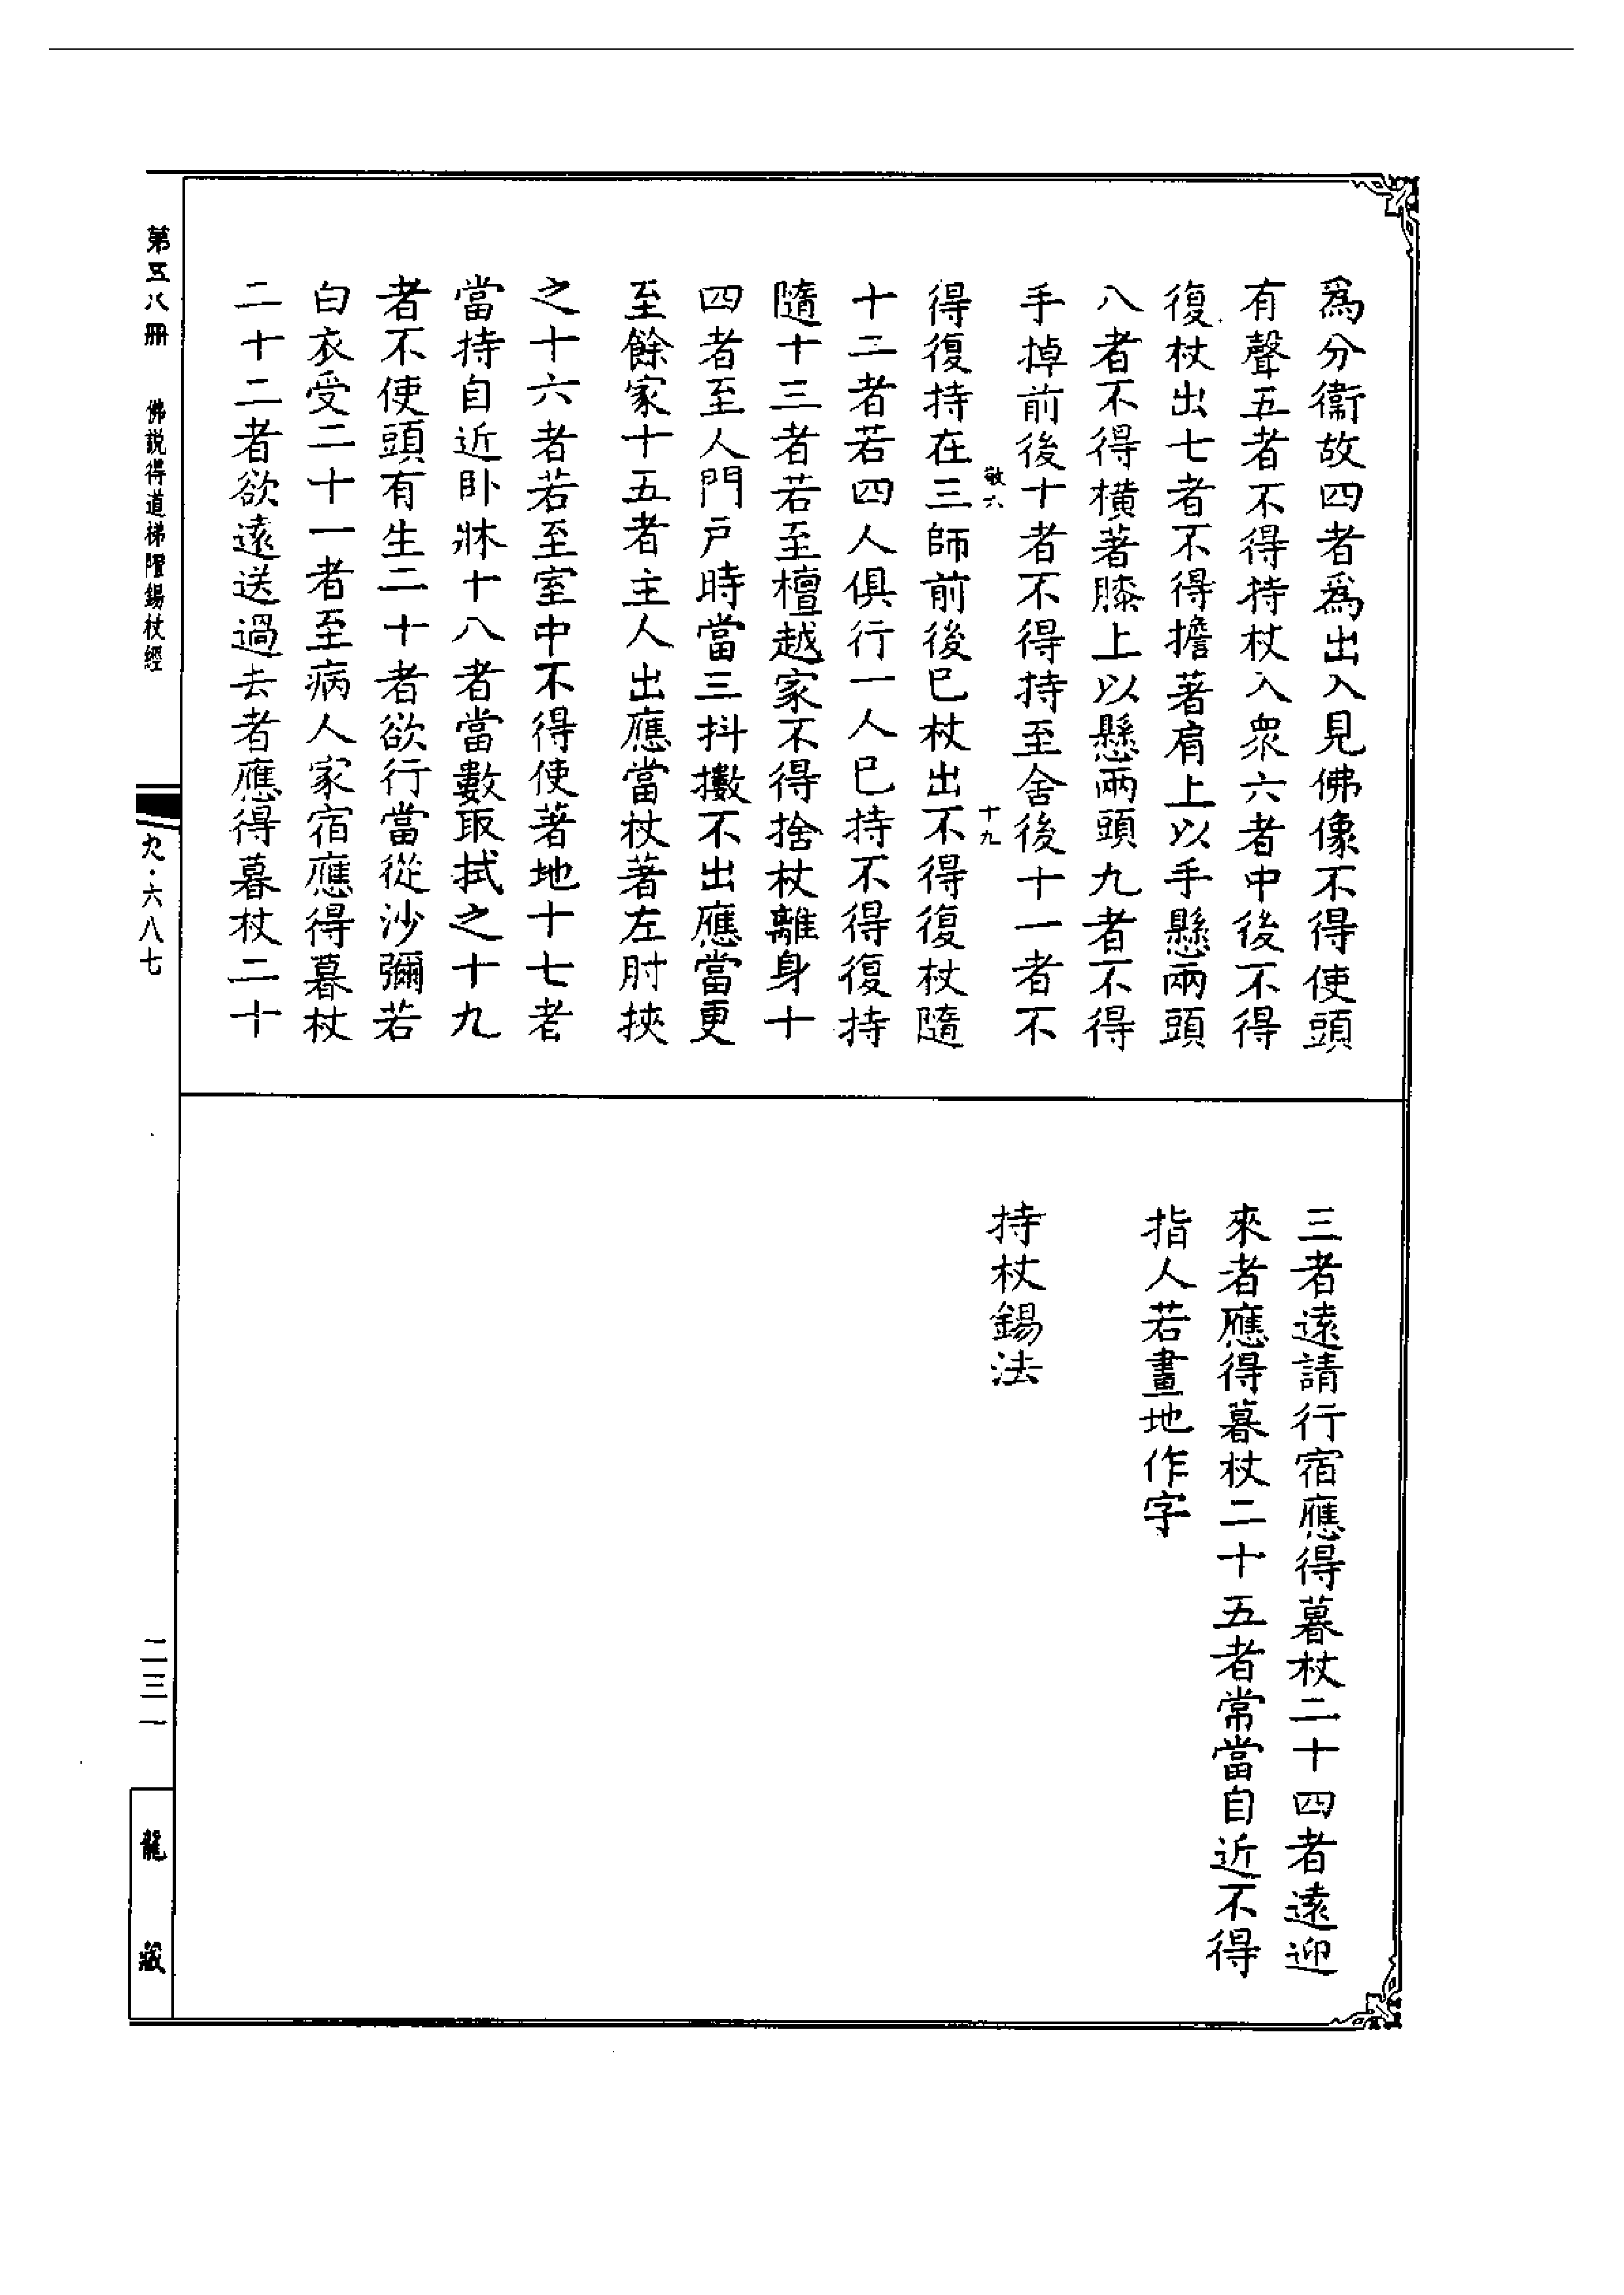 爲分衞故四者爲出入見佛像不得使頭
有聲五者不得持杖入衆六者中後不得
復杖出七者不得擔著肩上以手懸兩頭
八者不得橫著膝上以懸兩頭九者不得
手掉前後十者不得持至舍後十一者不
敬六
十九
得復持在三師前後已杖出不得復杖隨
十二者若四人俱行一人已持不得復持
隨十三者若至檀越家不得捨杖離身十
四者至人門戸時當三抖擻不出應當更
至餘家十五者主人出應當杖著左肘挾
之十六者若至室中不得使著地十七者
當持自近卧牀十八者當數取拭之十九
者不使頭有生二十者欲行當從沙彌若
白衣受二十一者至病人家宿應得暮杖
二十二者欲遠送過去者應得暮杖二十
三者遠請行宿應得暮杖二十四者遠迎
來者應得暮杖二十五者常當自近不得
指人若畫地作字
持杖錫法
第五八冊
佛説得道梯隥錫杖經
九·六八七
二三一
龍藏